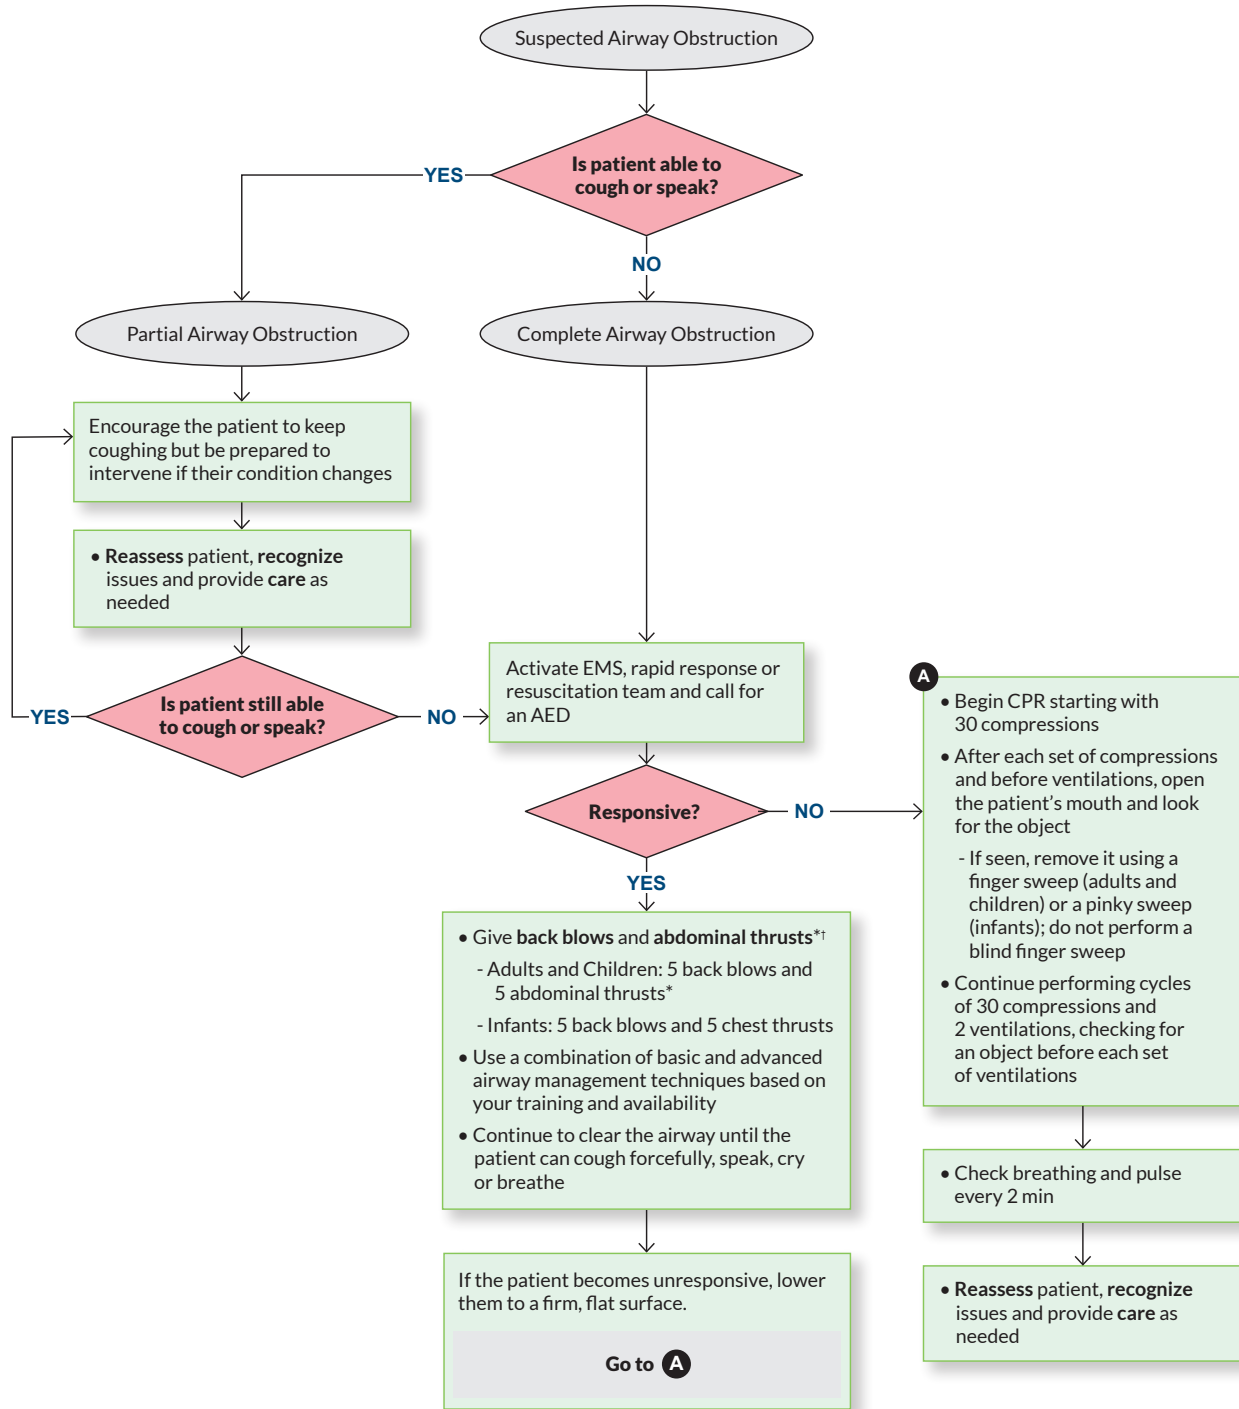 Suspected Airway Obstruction
Is patient able to
cough or speak?
YES
NO
Partial Airway Obstruction
Complete Airway Obstruction
Encourage the patient to keep
coughing but be prepared to
intervene if their condition changes
• Reassess patient, recognize
issues and provide care as
needed
Is patient still able
to cough or speak?
YES
NO
Activate EMS, rapid response or
resuscitation team and call for
an AED
Responsive?
NO
YES
• Give back blows and abdominal thrusts*†
- Adults and Children: 5 back blows and
5 abdominal thrusts*
- Infants: 5 back blows and 5 chest thrusts
• Use a combination of basic and advanced
airway management techniques based on
your training and availability
• Continue to clear the airway until the
patient can cough forcefully, speak, cry
or breathe
If the patient becomes unresponsive, lower
them to a firm, flat surface.
Go to A
A
• Begin CPR starting with
30 compressions
• After each set of compressions
and before ventilations, open
the patient's mouth and look
for the object
- If seen, remove it using a
finger sweep (adults and
children) or a pinky sweep
(infants); do not perform a
blind finger sweep
• Continue performing cycles
of 30 compressions and
2 ventilations, checking for
an object before each set
of ventilations
• Check breathing and pulse
every 2 min
• Reassess patient, recognize
issues and provide care as
needed